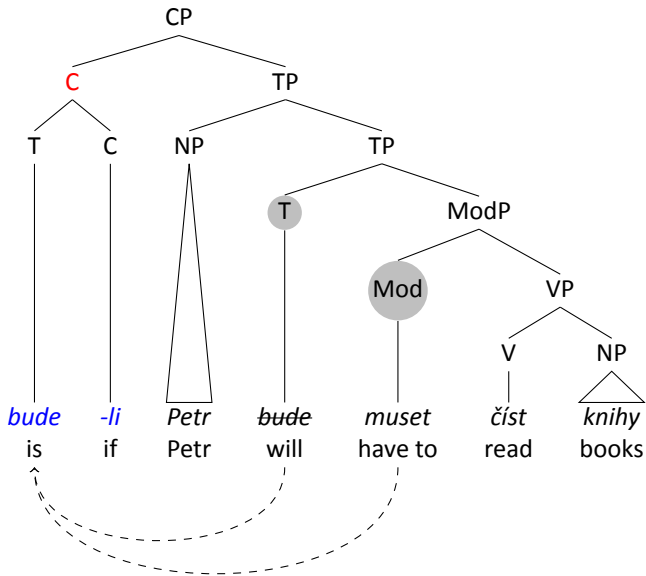 CP
C TP
T C NP TP
T ModP
Mod VP
V NP
bude -li Petr bude muset číst knihy
is if Petr will have to read books